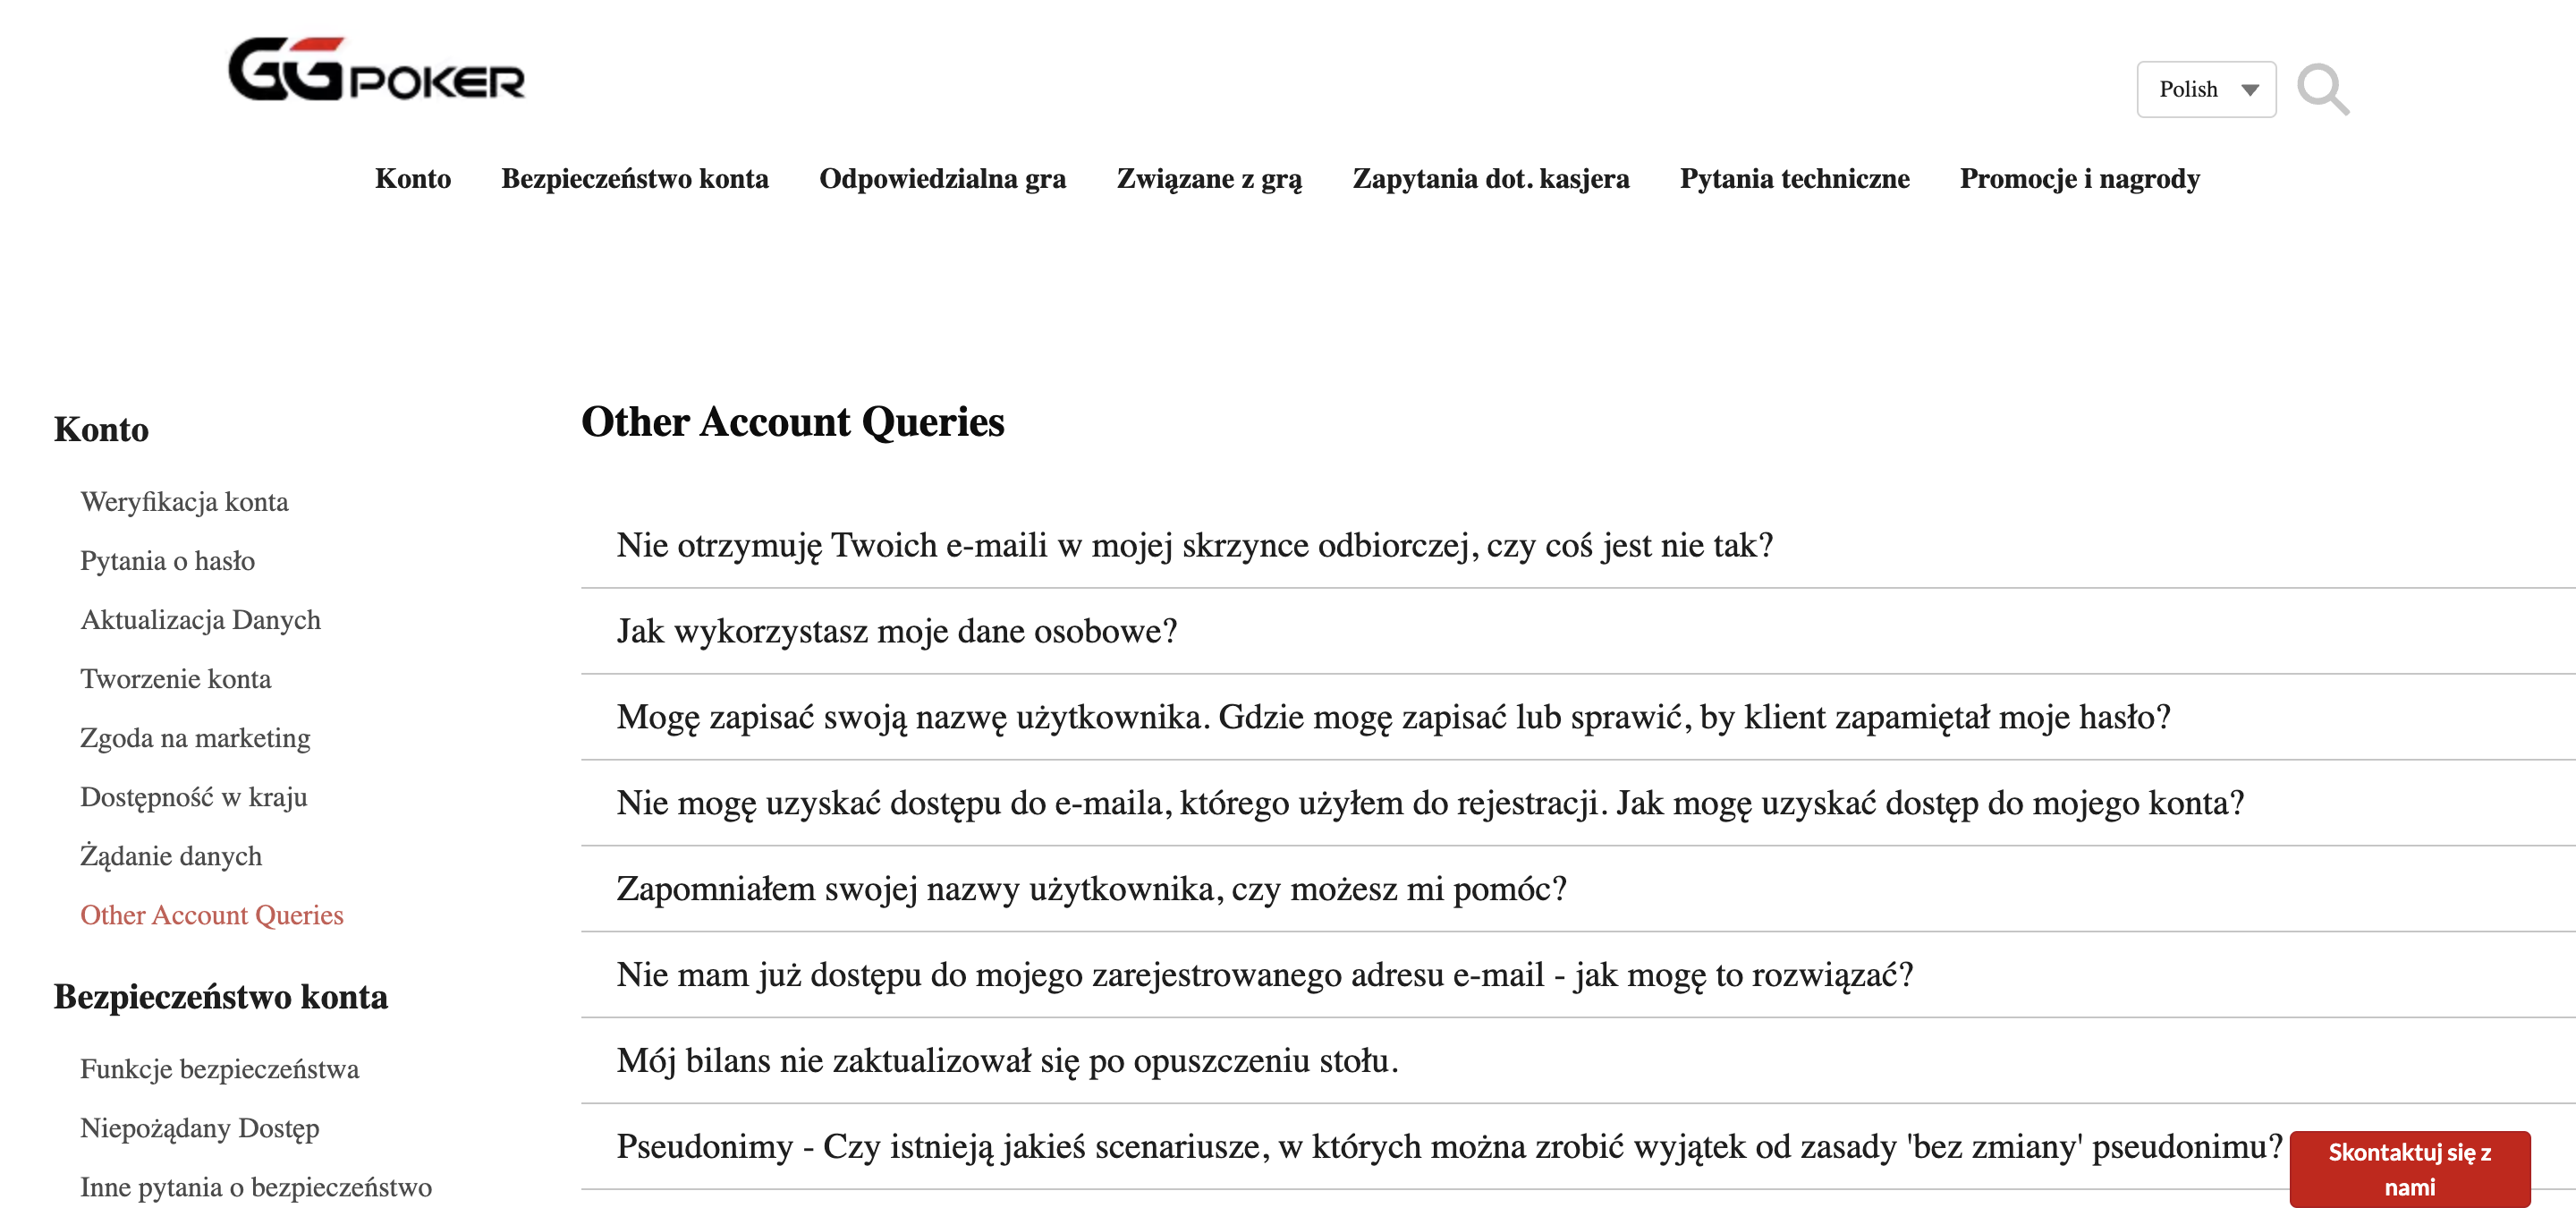 GGPOKER
Polish
Konto Bezpieczeństwo konta Odpowiedzialna gra Związane z grą Zapytania dot. kasjera Pytania techniczne Promocje i nagrody
Konto
Weryfikacja konta
Pytania o hasło
Aktualizacja Danych
Tworzenie konta
Zgoda na marketing
Dostępność w kraju
Żądanie danych
Other Account Queries
Bezpieczeństwo konta
Funkcje bezpieczeństwa
Niepożądany Dostęp
Inne pytania o bezpieczeństwo
Other Account Queries
Nie otrzymuję Twoich e-maili w mojej skrzynce odbiorczej, czy coś jest nie tak?
Jak wykorzystasz moje dane osobowe?
Mogę zapisać swoją nazwę użytkownika. Gdzie mogę zapisać lub sprawić, by klient zapamiętał moje hasło?
Nie mogę uzyskać dostępu do e-maila, którego użyłem do rejestracji. Jak mogę uzyskać dostęp do mojego konta?
Zapomniałem swojej nazwy użytkownika, czy możesz mi pomóc?
Nie mam już dostępu do mojego zarejestrowanego adresu e-mail - jak mogę to rozwiązać?
Mój bilans nie zaktualizował się po opuszczeniu stołu.
Pseudonimy - Czy istnieją jakieś scenariusze, w których można zrobić wyjątek od zasady 'bez zmiany' pseudonimu?
Skontaktuj się z
nami